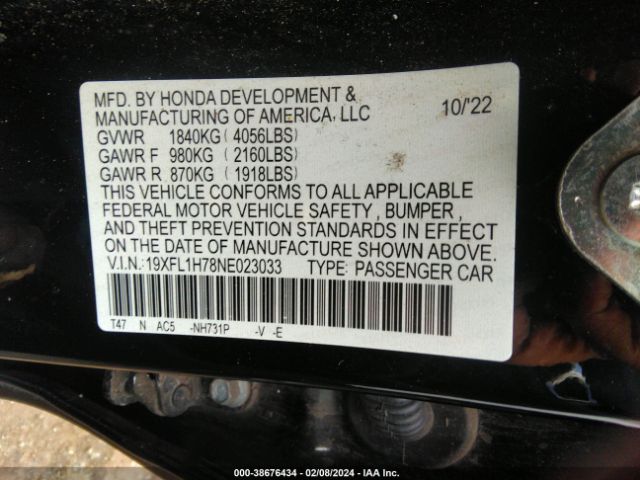 MFD. BY HONDA DEVELOPMENT &
MANUFACTURING OF AMERICA, LLC 10/'22
GVWR 1840KG ( 4056LBS)
GAWR F 980KG ( 2160LBS)
GAWR R 870KG ( 1918LBS)
THIS VEHICLE CONFORMS TO ALL APPLICABLE
FEDERAL MOTOR VEHICLE SAFETY , BUMPER ,
AND THEFT PREVENTION STANDARDS IN EFFECT
ON THE DATE OF MANUFACTURE SHOWN ABOVE.
V.I.N.:19XFL1H78NE023033 TYPE: PASSENGER CAR
T47 N AC5 -NH731P -V -E
000-38676434 - 02/08/2024 - IAA Inc.